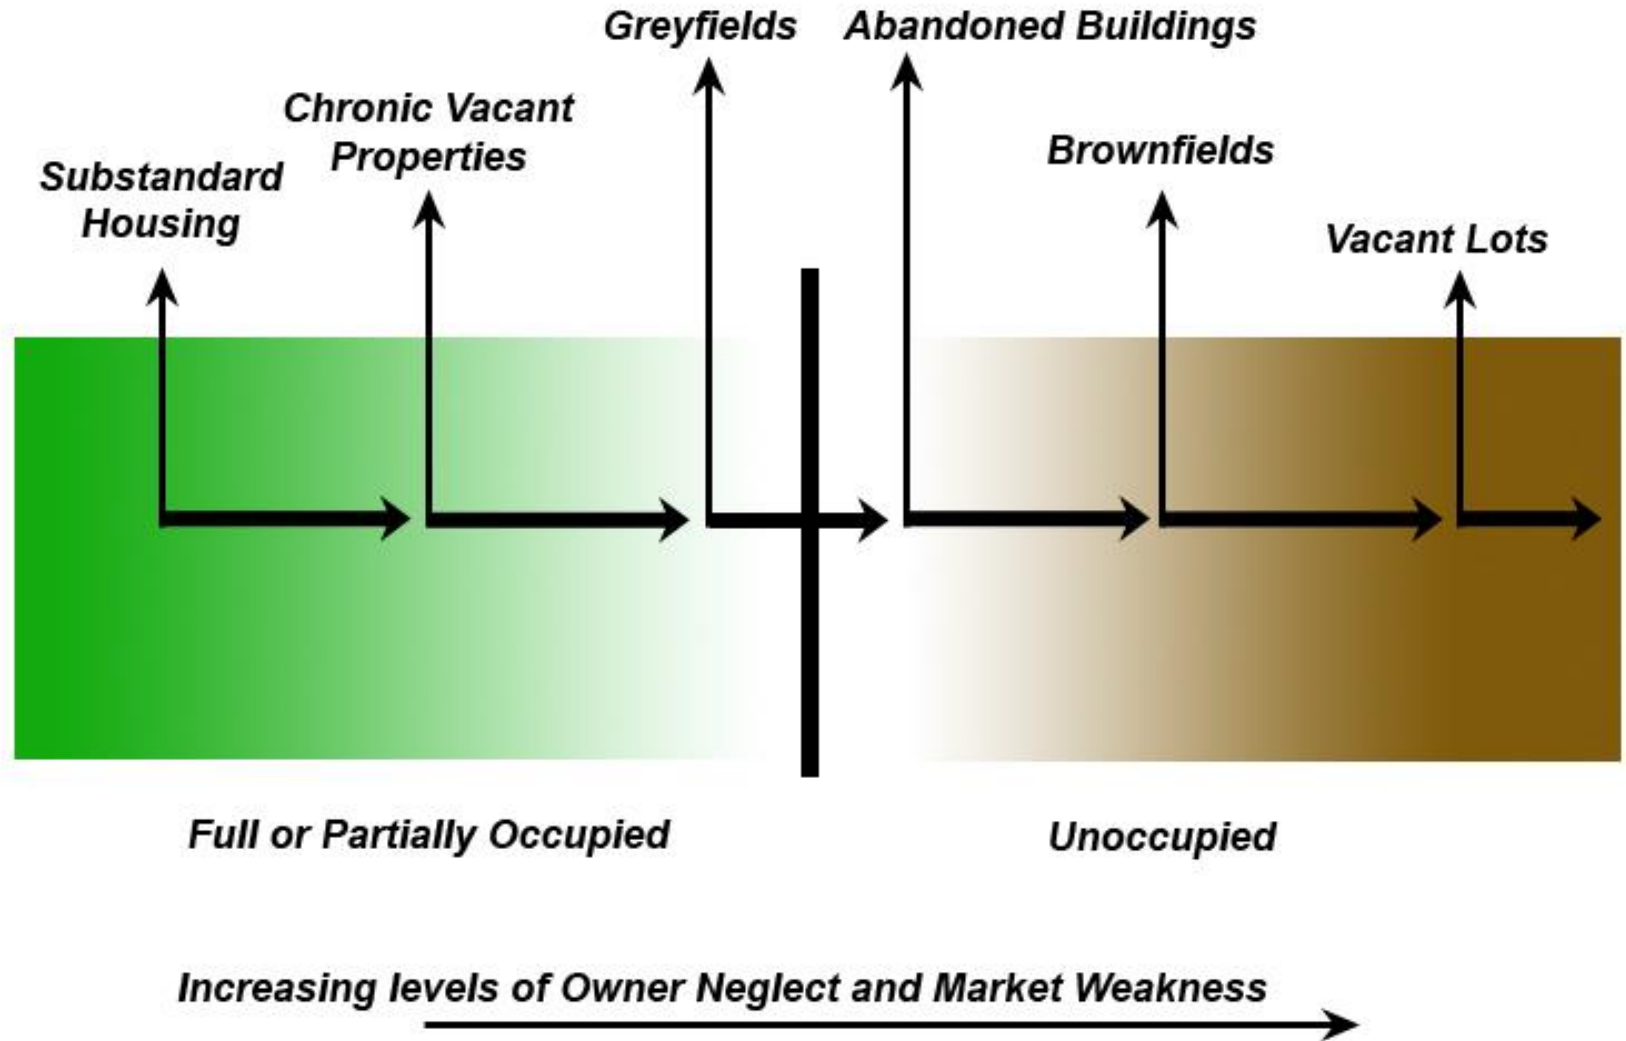 Greyfields
Abandoned Buildings
Chronic Vacant
Properties
Brownfields
Substandard
Housing
Vacant Lots
Full or Partially Occupied
Unoccupied
Increasing levels of Owner Neglect and Market Weakness